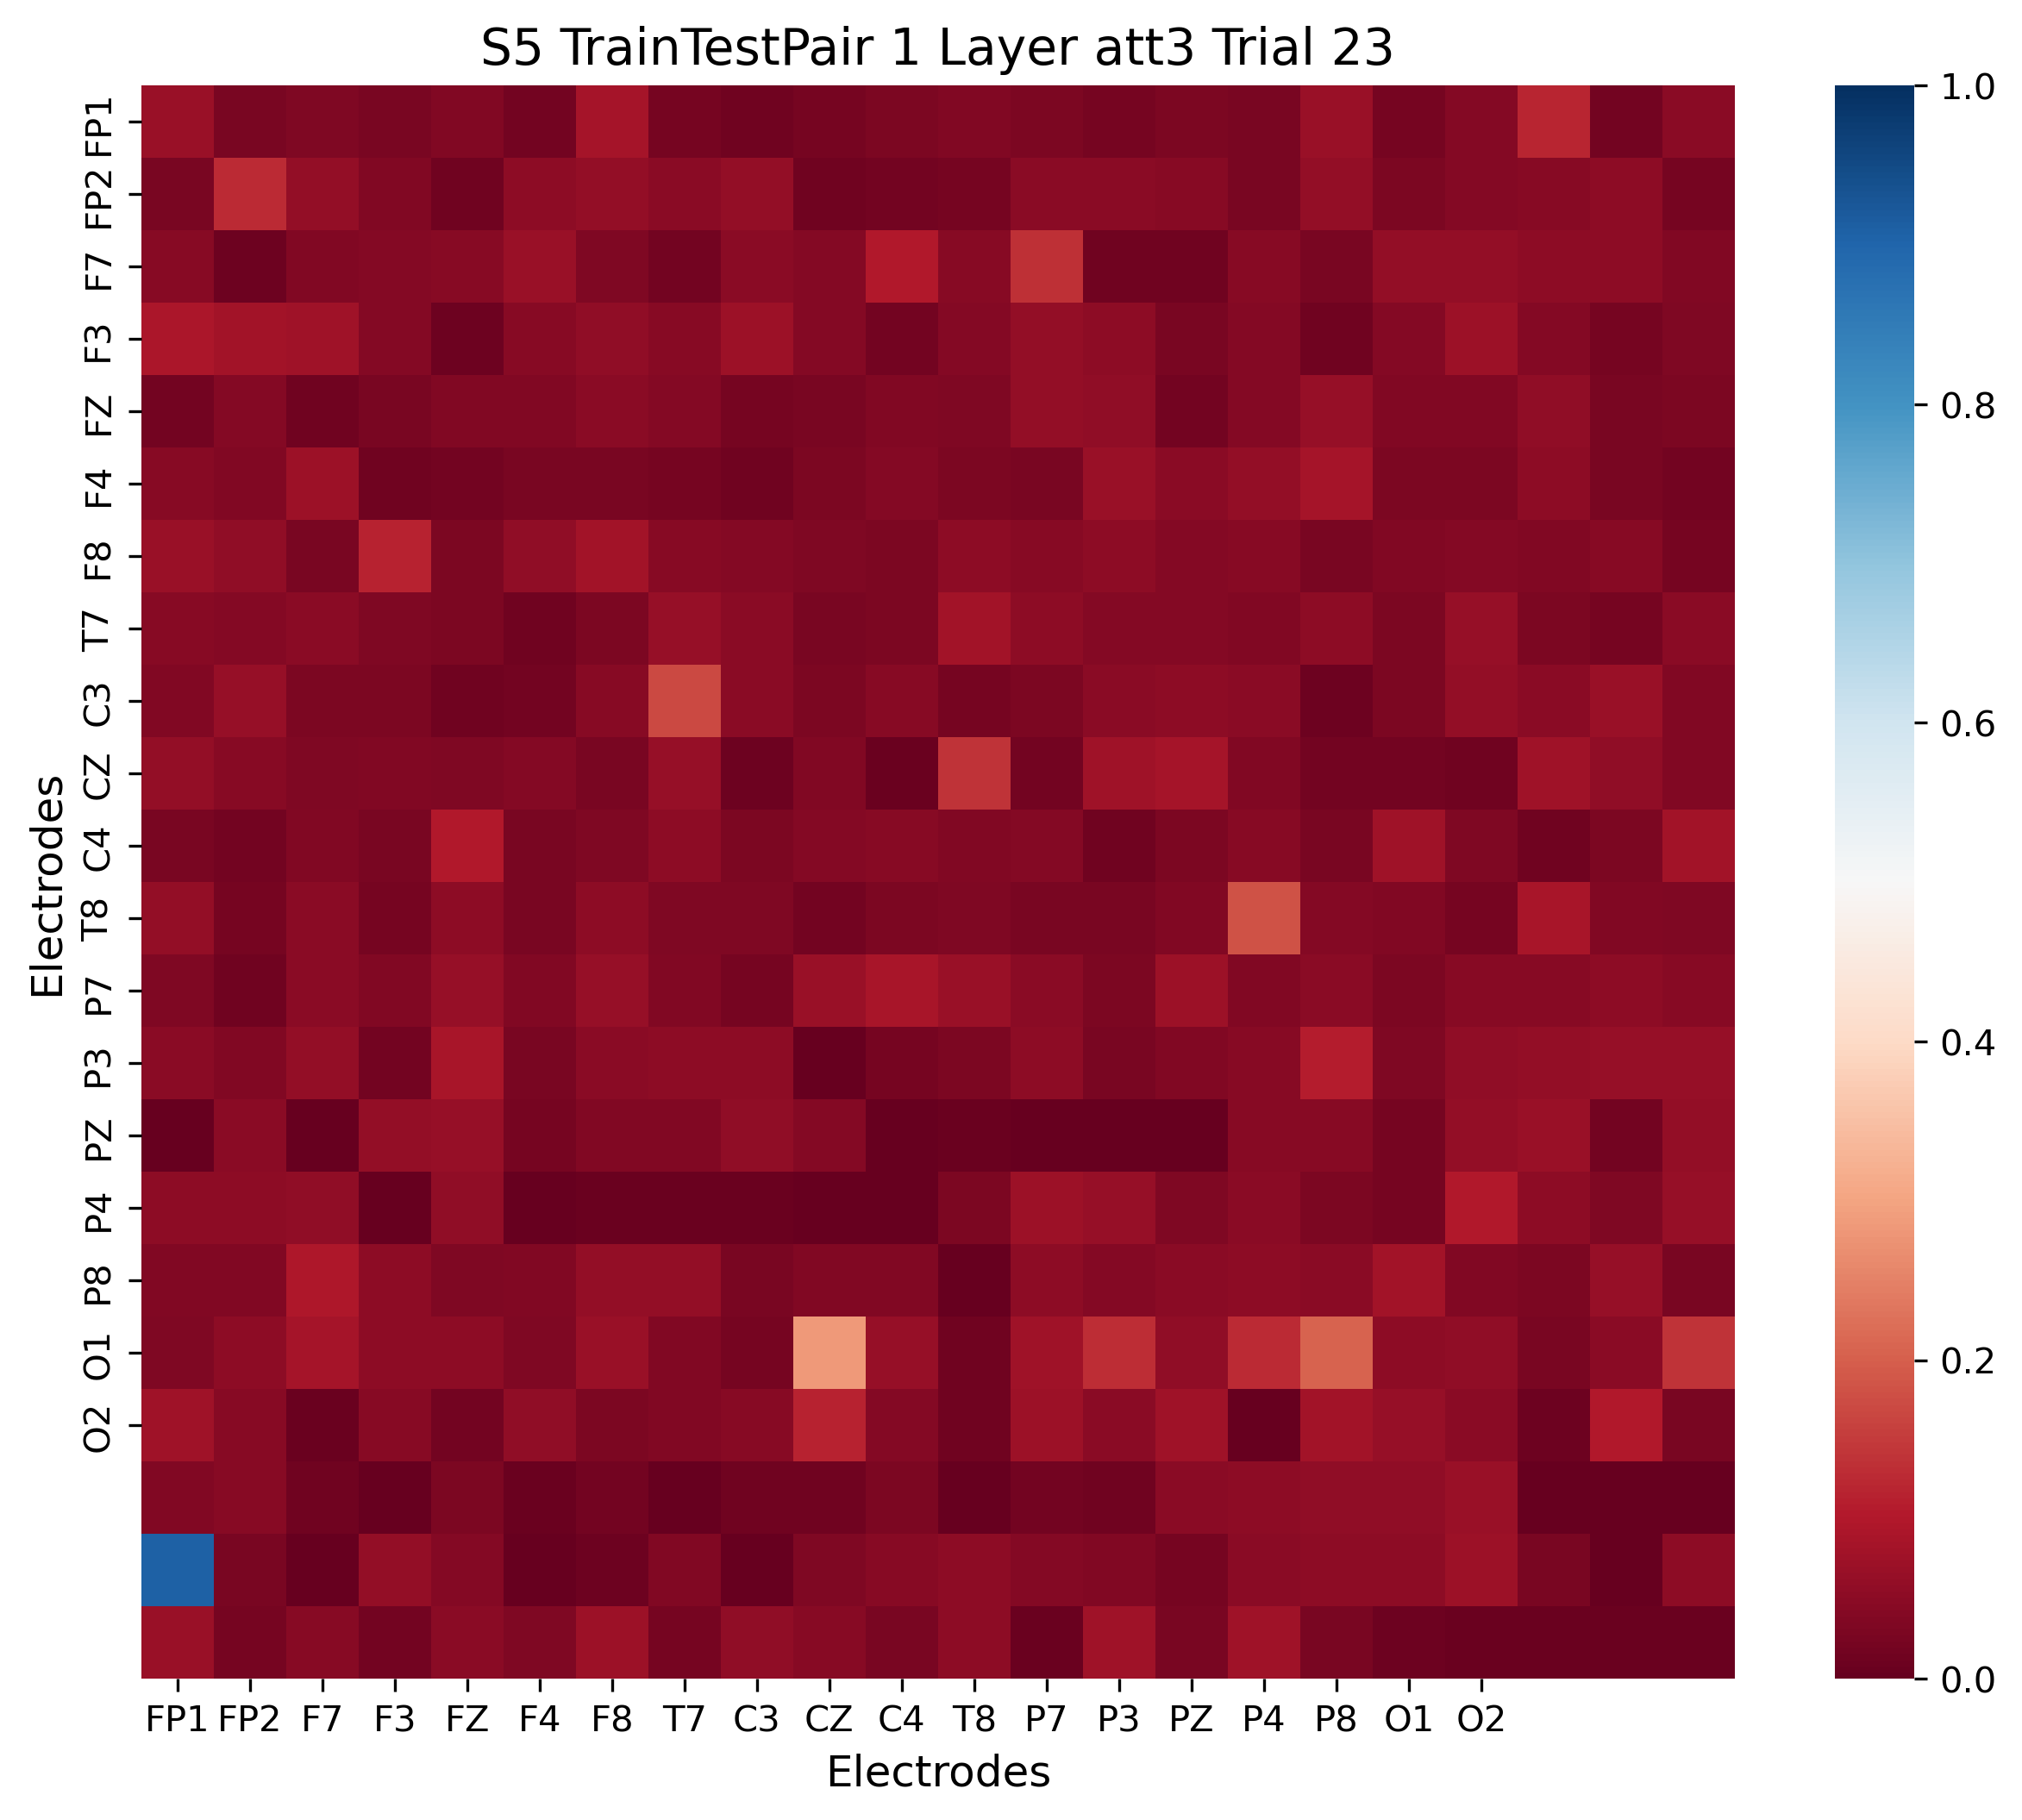 S5 TrainTestPair 1 Layer att3 Trial 23
Electrodes
FP1
FP2
F7
F3
FZ
F4
F8
T7
C3
CZ
C4
T8
P7
P3
PZ
P4
P8
O1
O2
FP1 FP2 F7 F3 FZ F4 F8 T7 C3 CZ C4 T8 P7 P3 PZ P4 P8 O1 O2
Electrodes
1.0
0.8
0.6
0.4
0.2
0.0